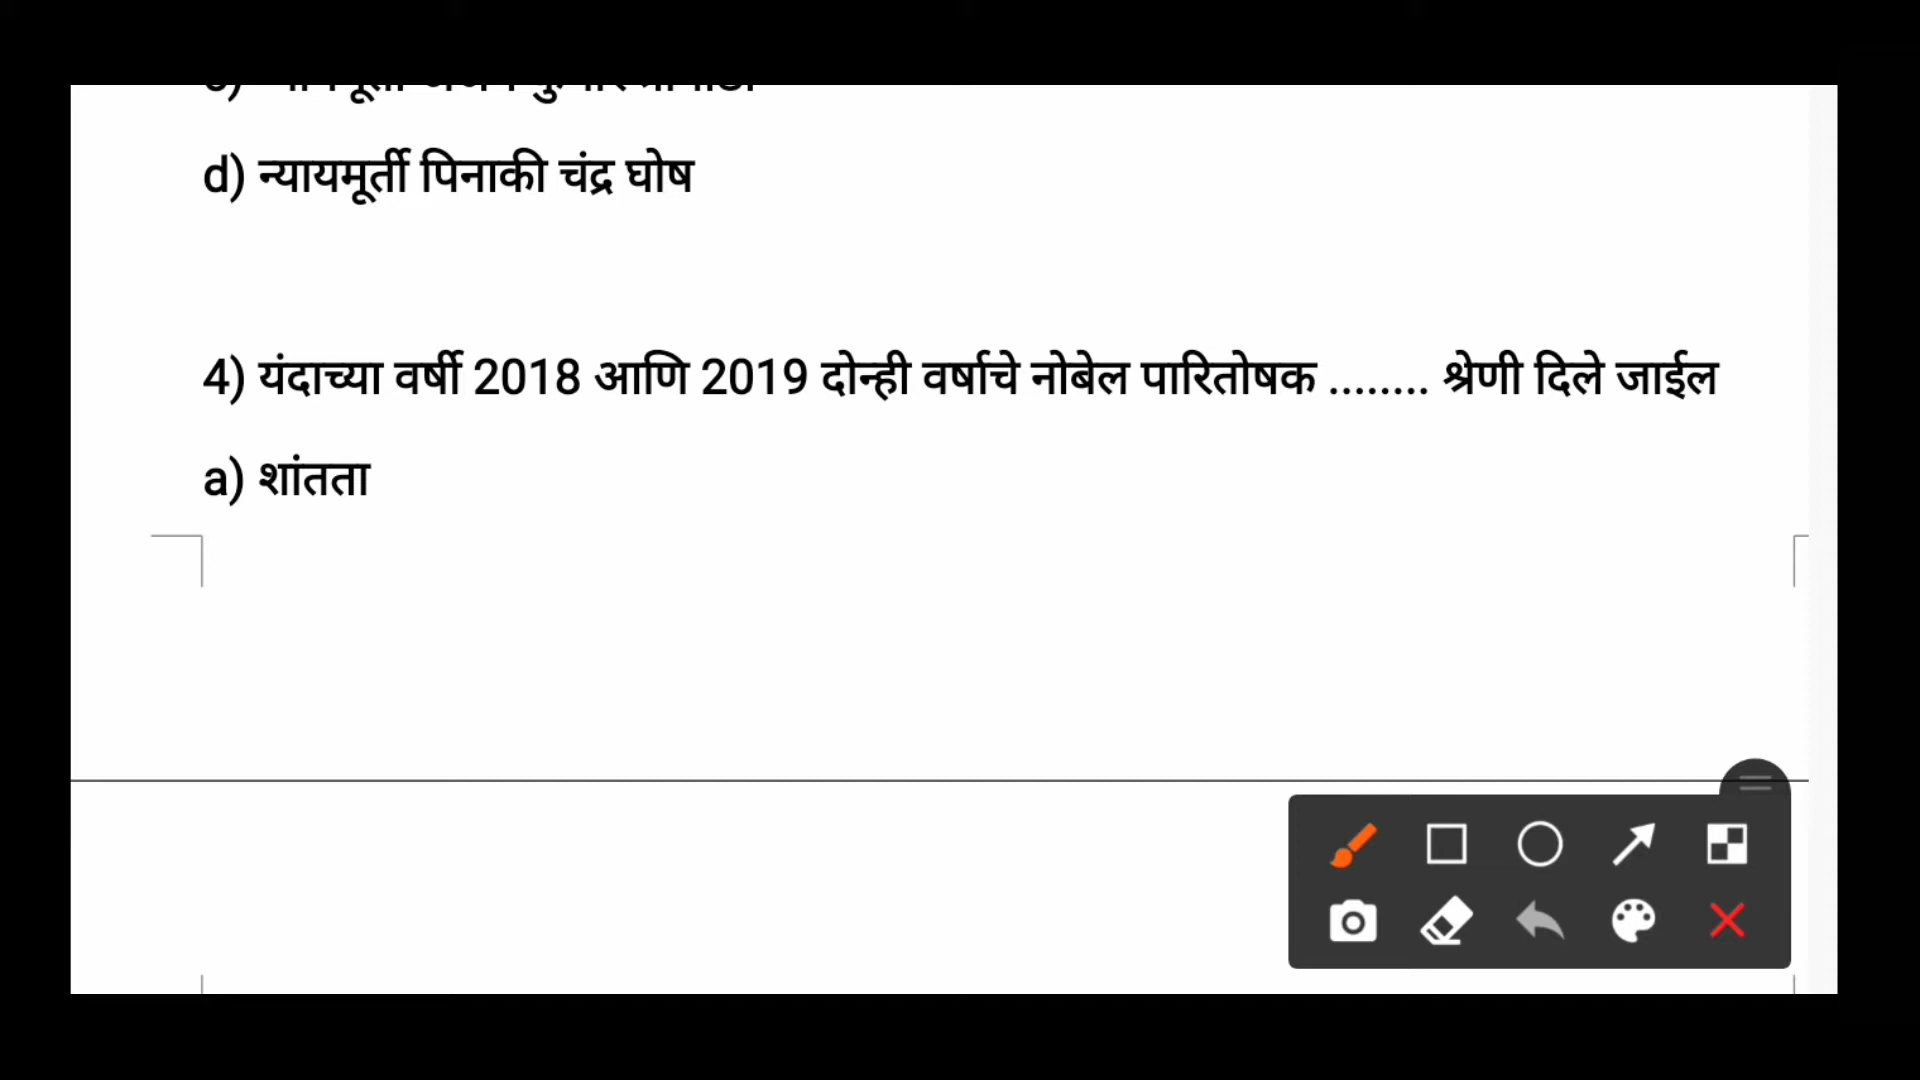 d) न्यायमूर्ती पिनाकी चंद्र घोष
4) यंदाच्या वर्षी 2018 आणि 2019 दोन्ही वर्षाचे नोबेल पारितोषक ........ श्रेणी दिले जाईल
a) शांतता